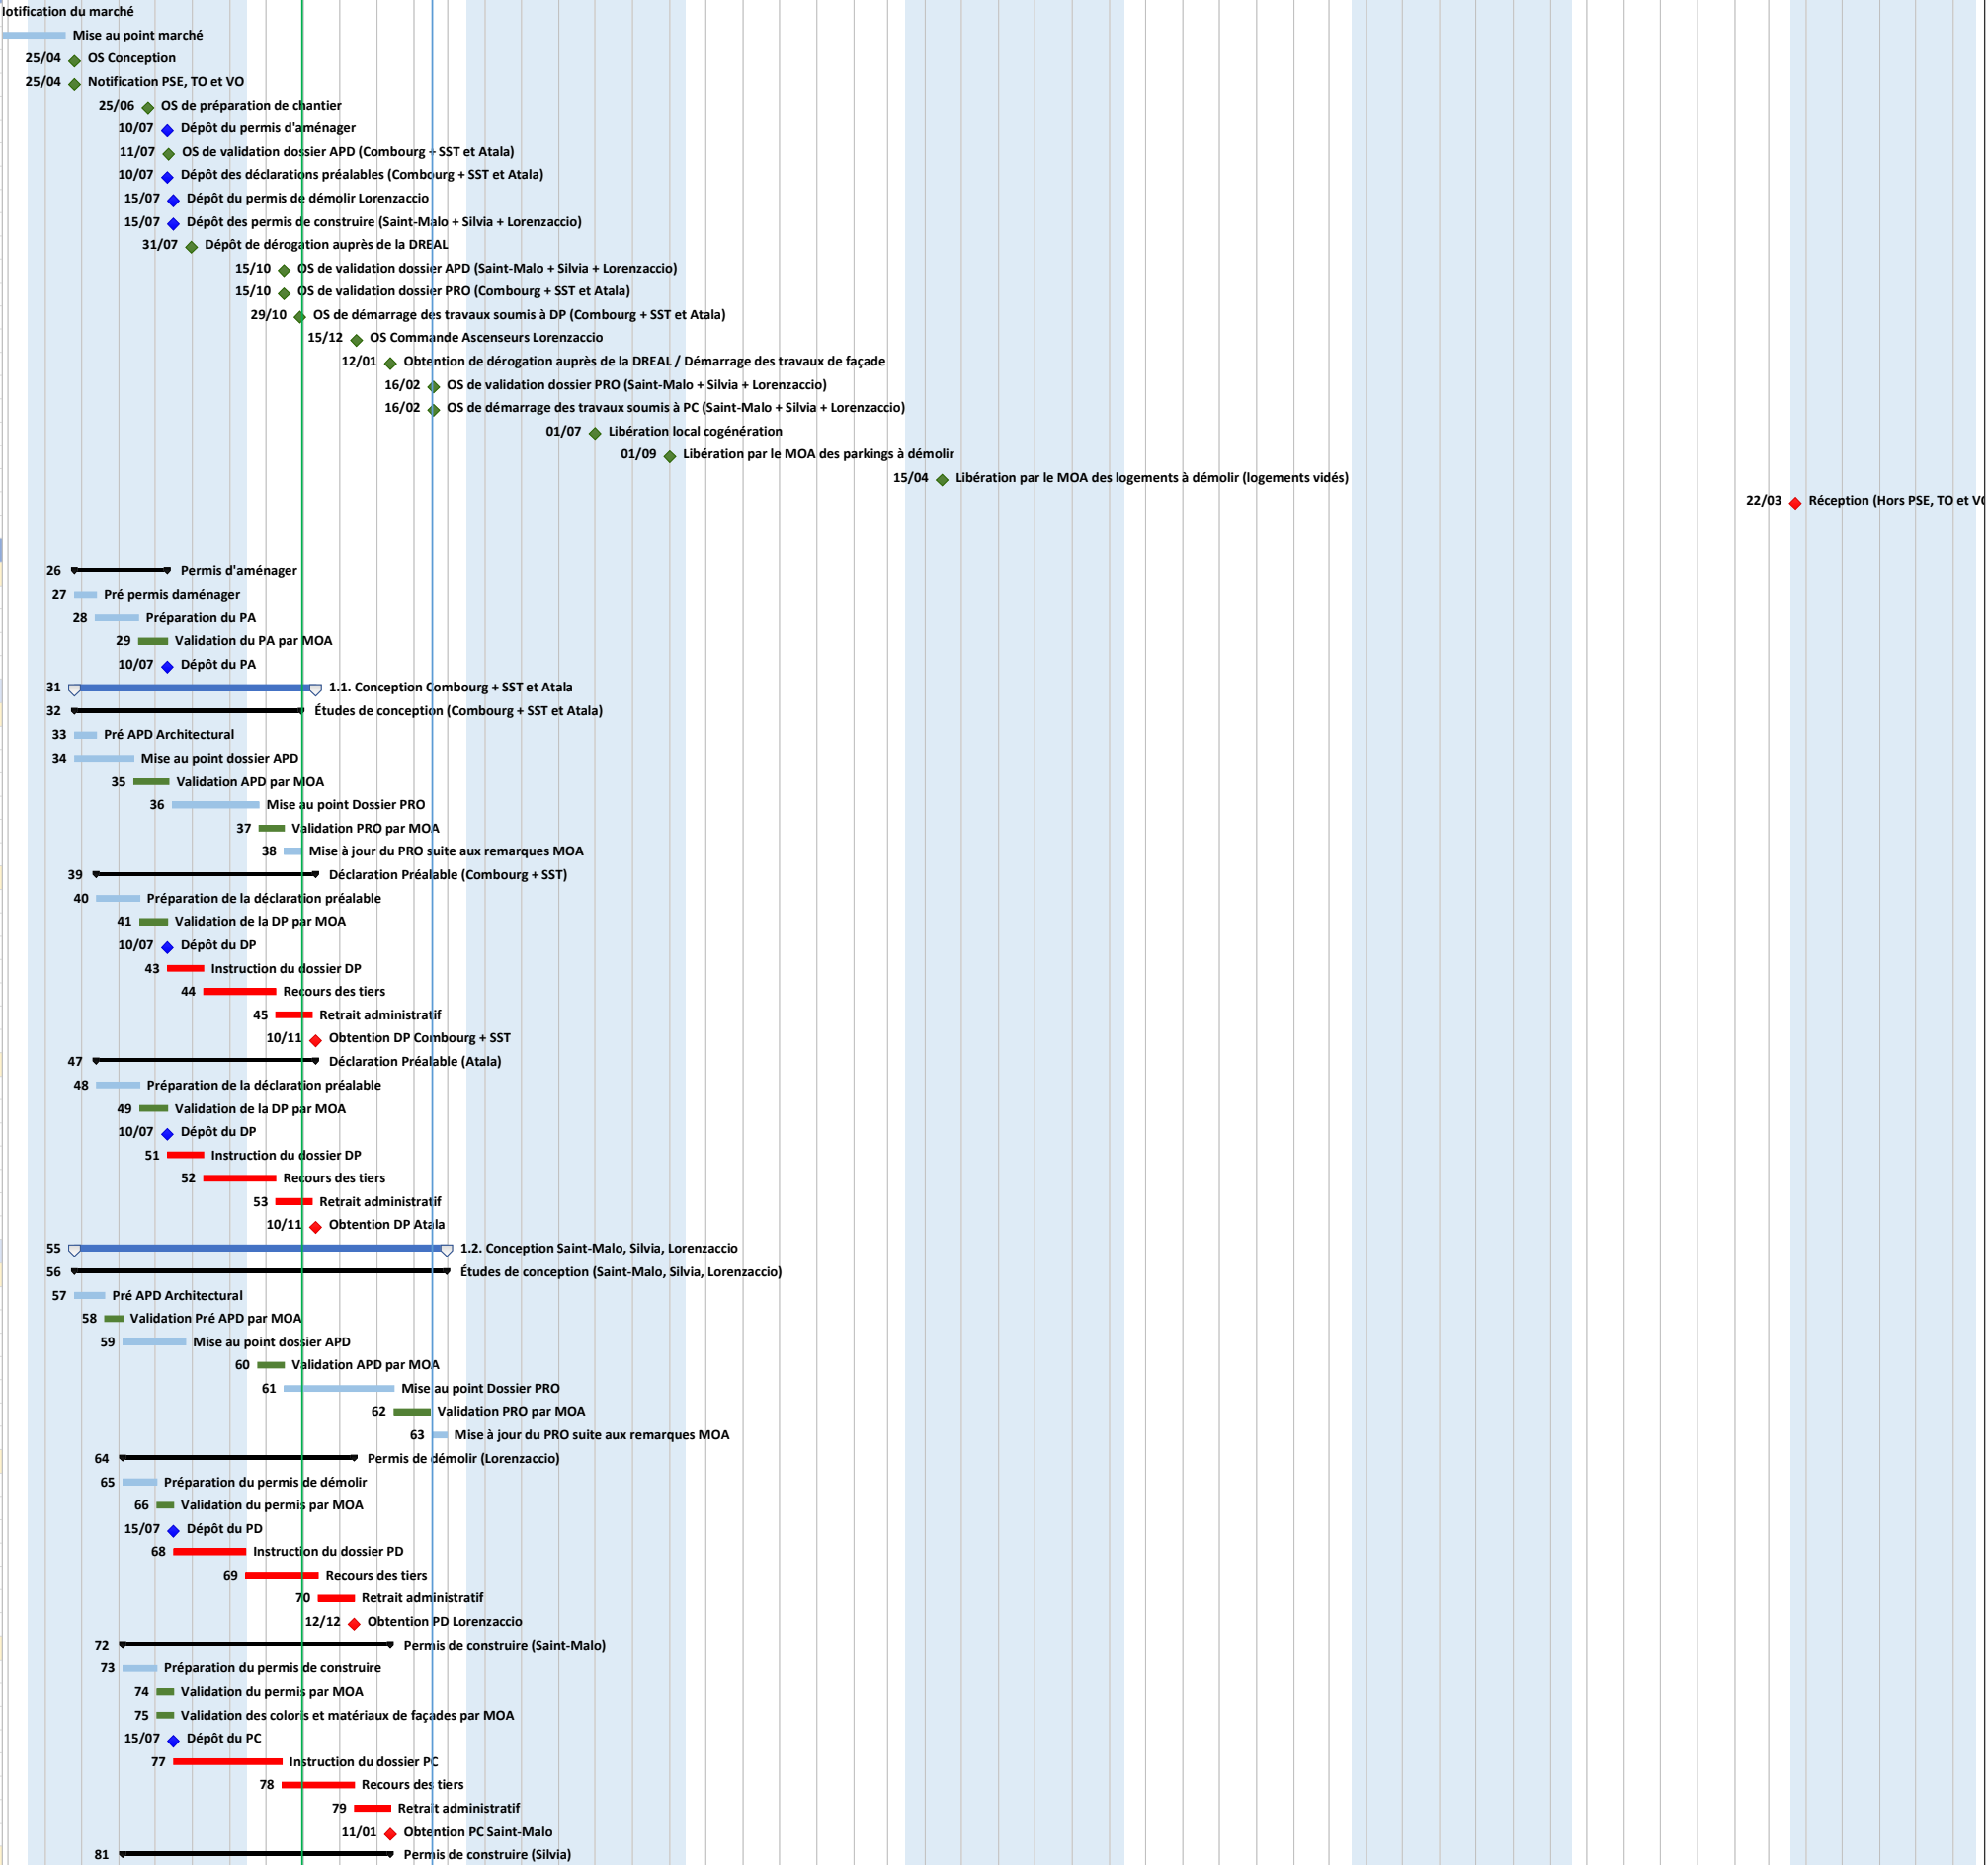 Notification du marché
Mise au point marché
25/04 OS Conception
25/04 Notification PSE, TO et VO
25/06 OS de préparation de chantier
10/07 Dépôt du permis d'aménager
11/07 OS de validation dossier APD (Combourg + SST et Atala)
10/07 Dépôt des déclarations préalables (Combourg + SST et Atala)
15/07 Dépôt du permis de démolir Lorenzaccio
15/07 Dépôt des permis de construire (Saint-Malo + Silvia + Lorenzaccio)
31/07 Dépôt de dérogation auprès de la DREAL
15/10 OS de validation dossier APD (Saint-Malo + Silvia + Lorenzaccio)
15/10 OS de validation dossier PRO (Combourg + SST et Atala)
29/10 OS de démarrage des travaux soumis à DP (Combourg + SST et Atala)
15/12 OS Commande Ascenseurs Lorenzaccio
12/01 Obtention de dérogation auprès de la DREAL / Démarrage des travaux de façade
16/02 OS de validation dossier PRO (Saint-Malo + Silvia + Lorenzaccio)
16/02 OS de démarrage des travaux soumis à PC (Saint-Malo + Silvia + Lorenzaccio)
01/07 Libération local cogénération
01/09 Libération par le MOA des parkings à démolir
15/04 Libération par le MOA des logements à démolir (logements vidés)
22/03 Réception (Hors PSE, TO et VO
26 Permis d'aménager
27 Pré permis daménager
28 Préparation du PA
29 Validation du PA par MOA
10/07 Dépôt du PA
31 1.1. Conception Combourg + SST et Atala
32 Études de conception (Combourg + SST et Atala)
33 Pré APD Architectural
34 Mise au point dossier APD
35 Validation APD par MOA
36 Mise au point Dossier PRO
37 Validation PRO par MOA
38 Mise à jour du PRO suite aux remarques MOA
39 Déclaration Préalable (Combourg + SST)
40 Préparation de la déclaration préalable
41 Validation de la DP par MOA
10/07 Dépôt du DP
43 Instruction du dossier DP
44 Recours des tiers
45 Retrait administratif
10/11 Obtention DP Combourg + SST
47 Déclaration Préalable (Atala)
48 Préparation de la déclaration préalable
49 Validation de la DP par MOA
10/07 Dépôt du DP
51 Instruction du dossier DP
52 Recours des tiers
53 Retrait administratif
10/11 Obtention DP Atala
55 1.2. Conception Saint-Malo, Silvia, Lorenzaccio
56 Études de conception (Saint-Malo, Silvia, Lorenzaccio)
57 Pré APD Architectural
58 Validation Pré APD par MOA
59 Mise au point dossier APD
60 Validation APD par MOA
61 Mise au point Dossier PRO
62 Validation PRO par MOA
63 Mise à jour du PRO suite aux remarques MOA
64 Permis de démolir (Lorenzaccio)
65 Préparation du permis de démolir
66 Validation du permis par MOA
15/07 Dépôt du PD
68 Instruction du dossier PD
69 Recours des tiers
70 Retrait administratif
12/12 Obtention PD Lorenzaccio
72 Permis de construire (Saint-Malo)
73 Préparation du permis de construire
74 Validation du permis par MOA
75 Validation des coloris et matériaux de façades par MOA
15/07 Dépôt du PC
77 Instruction du dossier PC
78 Recours des tiers
79 Retrait administratif
11/01 Obtention PC Saint-Malo
81 Permis de construire (Silvia)